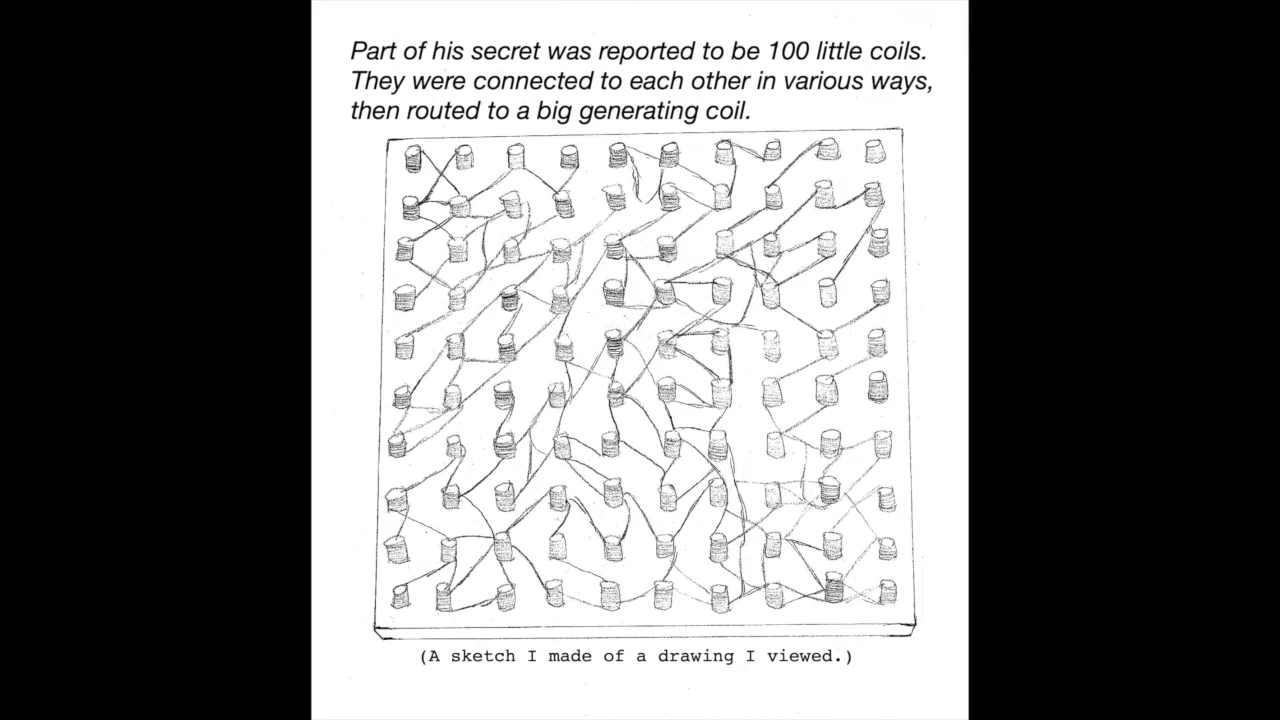 Part of his secret was reported to be 100 little coils.
They were connected to each other in various ways,
then routed to a big generating coil.
(A sketch I made of a drawing I viewed.)